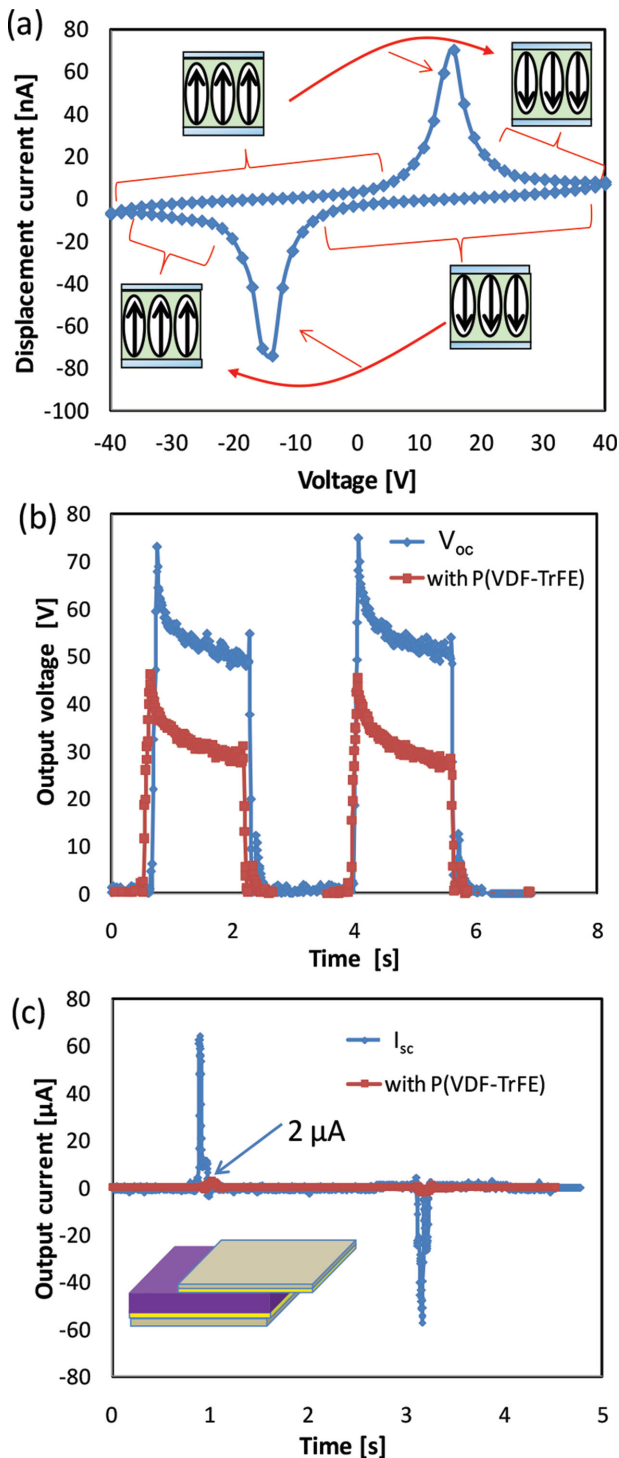 (a)
Displacement current [nA]
80
60
40
20
0
-20
-40
-60
-80
-100
-40 -30 -20 -10 0 10 20 30 40
Voltage [V]
(b)
Output voltage [V]
80
70
60
50
40
30
20
10
0
Voc
with P(VDF-TrFE)
0 2 4 6 8
Time [s]
(c)
Output current [µA]
80
60
40
20
0
-20
-40
-60
-80
Isc
with P(VDF-TrFE)
2 µA
0 1 2 3 4 5
Time [s]